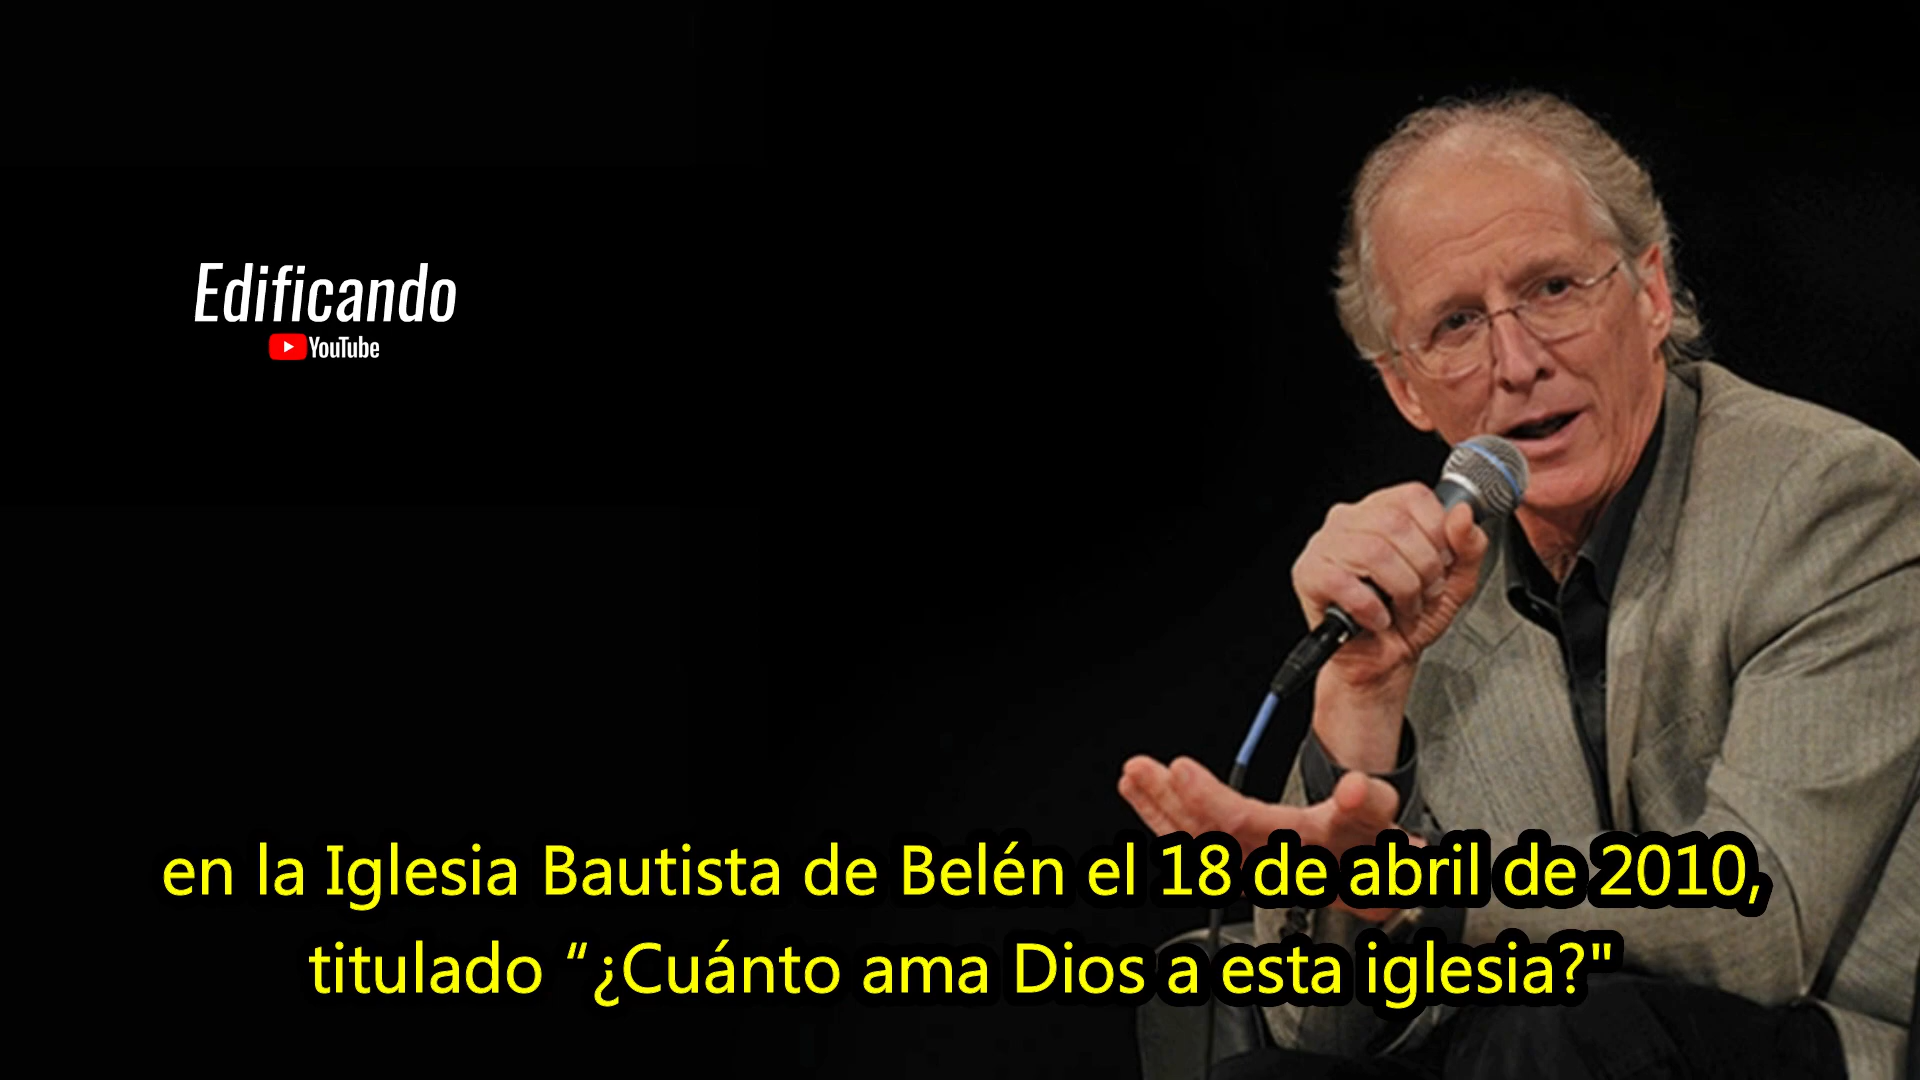 Edificando
YouTube
en la Iglesia Bautista de Belén el 18 de abril de 2010,
titulado “¿Cuánto ama Dios a esta iglesia?"